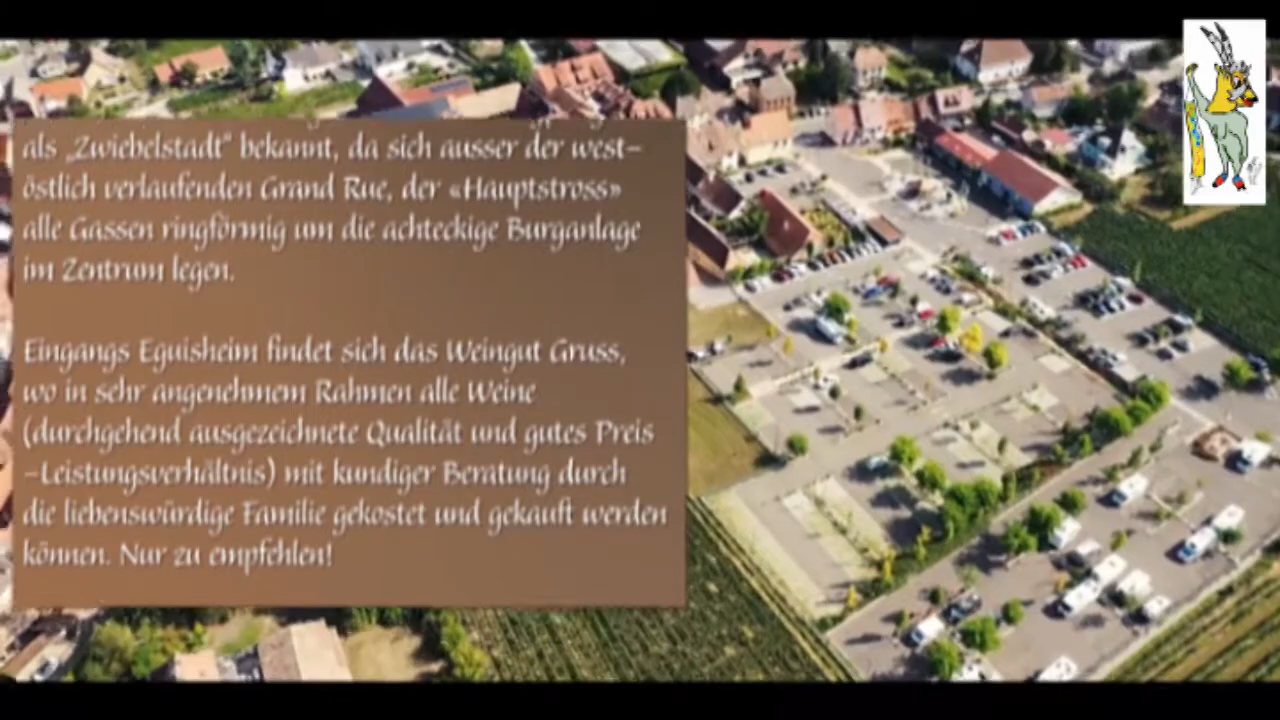 als „Zwiebelstadt“ bekannt, da sich ausser der west-
östlich verlaufenden Grand Rue, der «Hauptstross»
alle Gassen ringförmig um die achteckige Burganlage
im Zentrum legen.
Eingangs Eguisheim findet sich das Weingut Gruss,
wo in sehr angenehmem Rahmen alle Weine
(durchgehend ausgezeichnete Qualität und gutes Preis
-Leistungsverhältnis) mit kundiger Beratung durch
die liebenswürdige Familie gekostet und gekauft werden
können. Nur zu empfehlen!